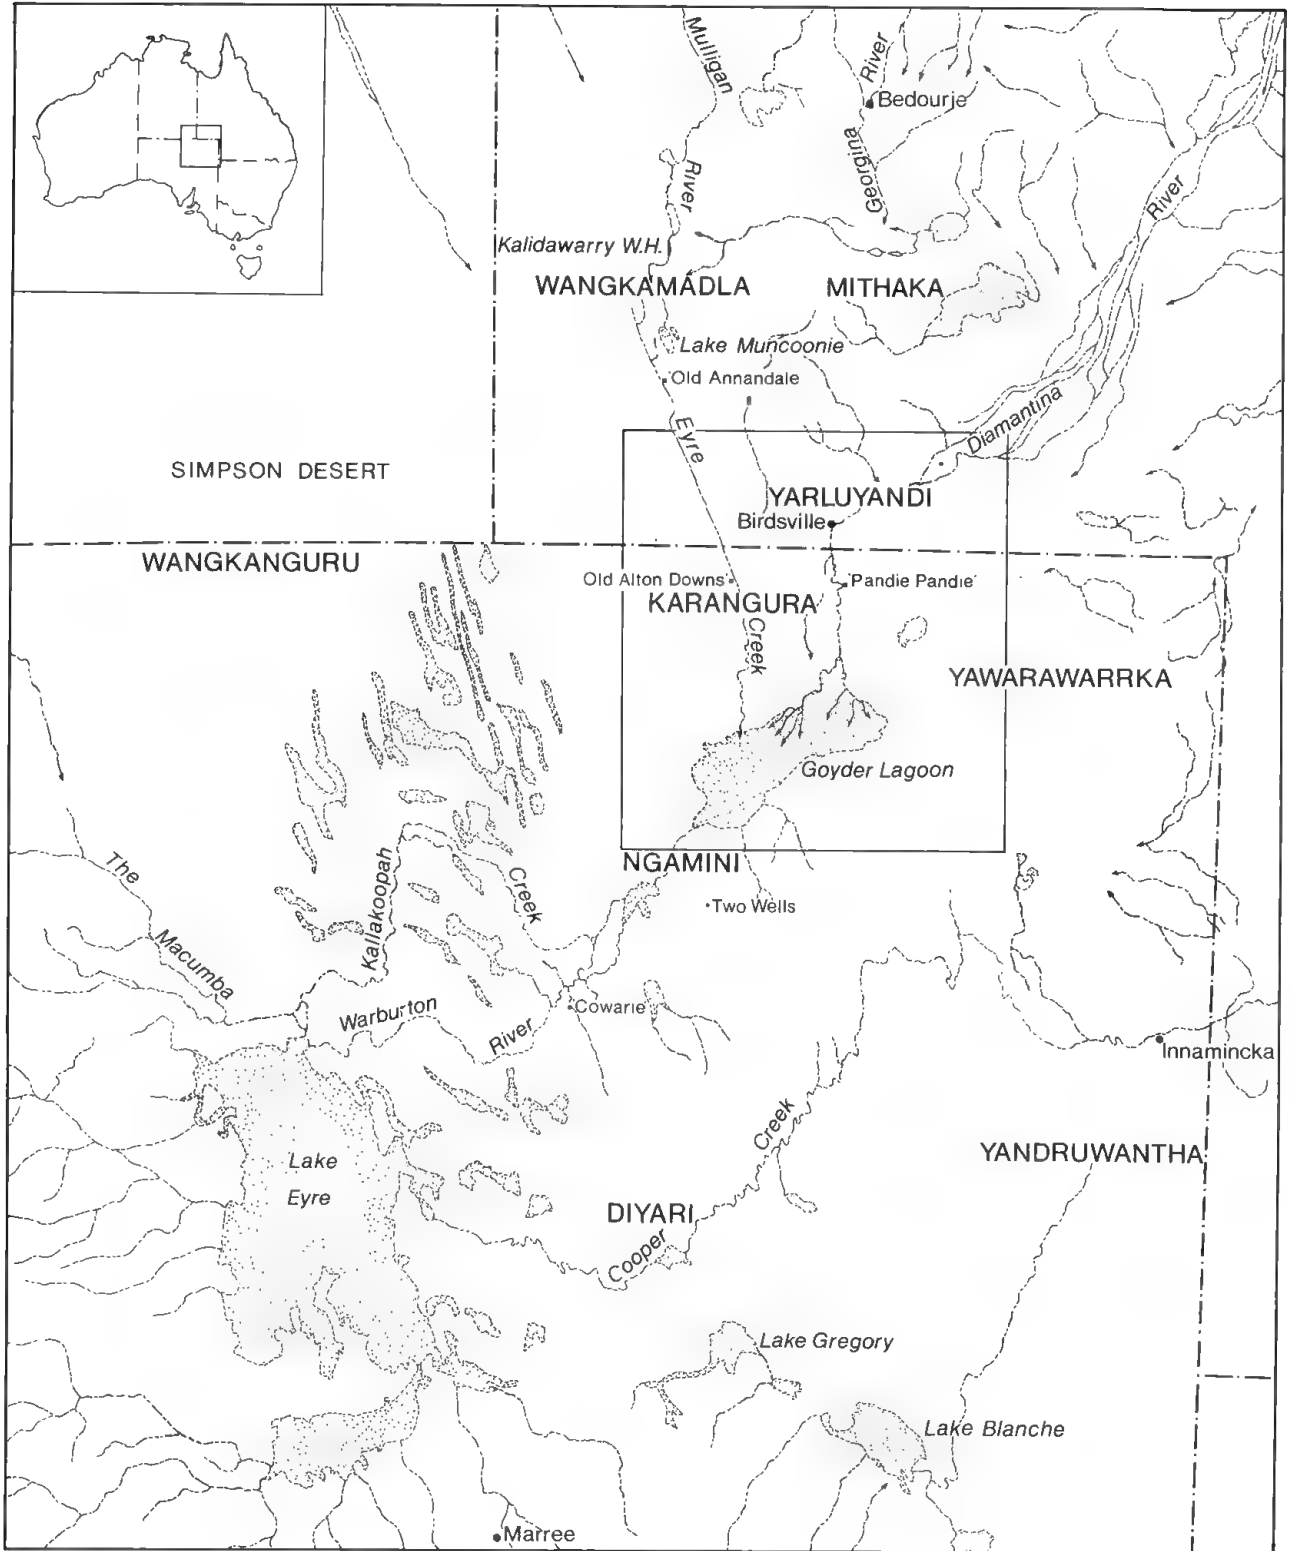 Mulligan
River
Bedourie
River
Georgina
River
Kalidawarry W.H.
WANGKAMADLA
MITHAKA
Lake Muncoonie
Old Annandale
Eyre
Diamantina
SIMPSON DESERT
YARLUYANDI
Birdsville
WANGKANGURU
Old Alton Downs
'Pandie Pandie'
KARANGURA
Creek
YAWARAWARRKA
Goyder Lagoon
NGAMINI
The
Kallakoopah
Creek
Two Wells
Macumba
Warburton
River
Cowarie
Innamincka
Creek
YANDRUWANTHA
Lake
Eyre
DIYARI
Cooper
Lake Gregory
Lake Blanche
Marree